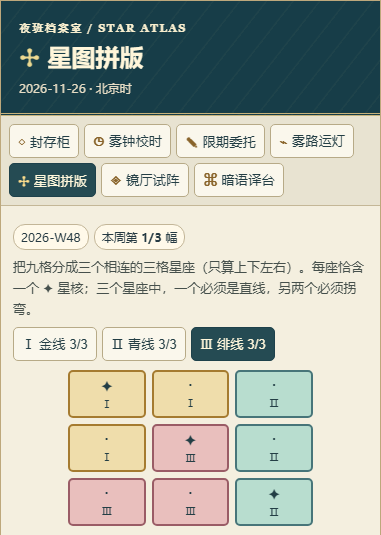 夜班档案室 / STAR ATLAS
✢ 星图拼版
2026-11-26 · 北京时
◇ 封存柜
◷ 雾钟校时
✎ 限期委托
⌁ 雾路运灯
✢ 星图拼版
◈ 镜厅试阵
⌘ 暗语译台
2026-W48
本周第 1/3 幅
把九格分成三个相连的三格星座（只算上下左右）。每座恰含
一个 ✦ 星核；三个星座中，一个必须是直线，另两个必须拐
弯。
Ⅰ 金线 3/3
Ⅱ 青线 3/3
Ⅲ 绯线 3/3
✦ · ·
Ⅰ Ⅰ Ⅱ
· ✦ ·
Ⅰ Ⅲ Ⅱ
· · ✦
Ⅲ Ⅲ Ⅱ